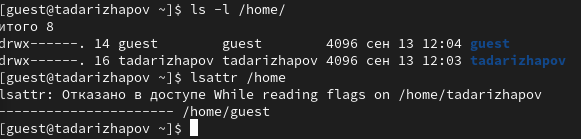 [guest@tadarizhapov ~]$ ls -l /home/
итого 8
drwx------. 14 guest        guest        4096 сен 13 12:04 guest
drwx------. 16 tadarizhapov tadarizhapov 4096 сен 13 12:03 tadarizhapov
[guest@tadarizhapov ~]$ lsattr /home
lsattr: Отказано в доступе While reading flags on /home/tadarizhapov
---------------------- /home/guest
[guest@tadarizhapov ~]$